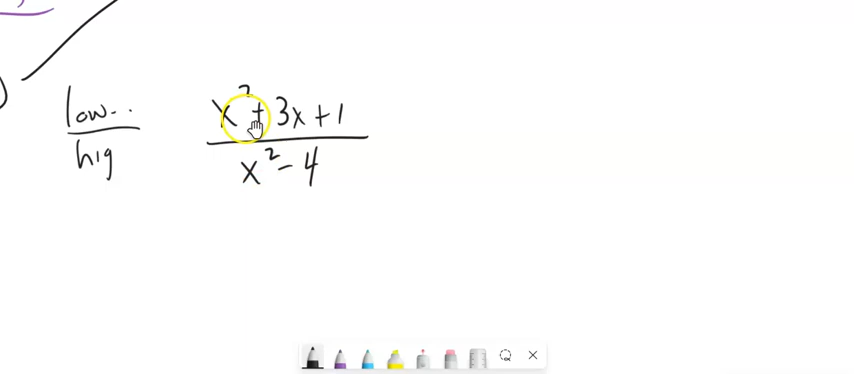 low..
hig
x² + 3x + 1
x² - 4